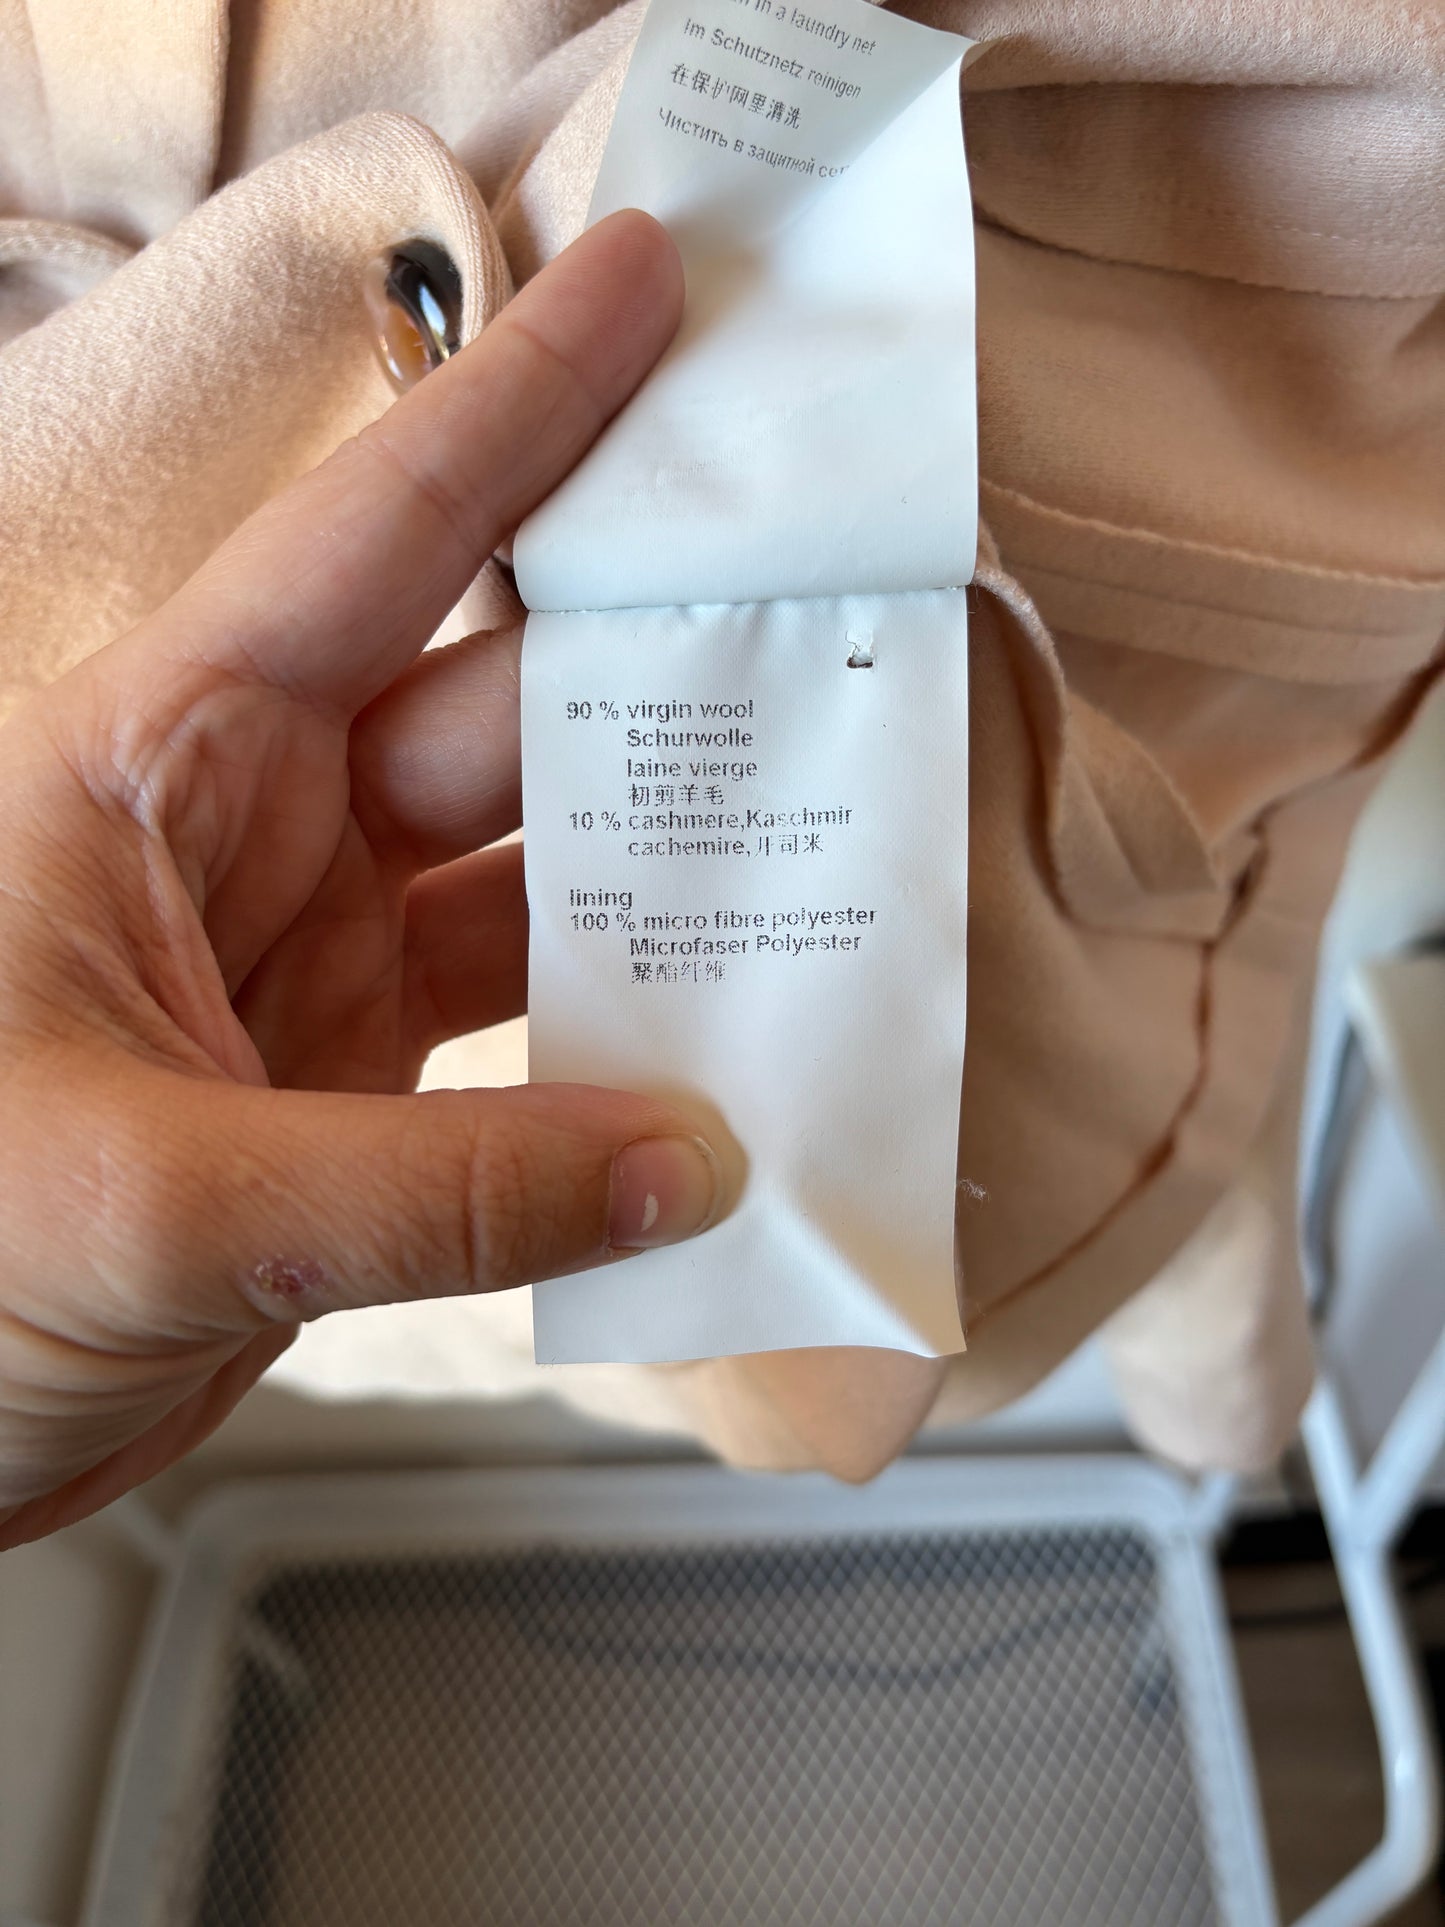 in a laundry net
Im Schutznetz reinigen
在保护网里清洗
Чистить в защитной
90 % virgin wool
Schurwolle
laine vierge
初剪羊毛
10 % cashmere,Kaschmir
cachemire,开司米
lining
100 % micro fibre polyester
Microfaser Polyester
聚酯纤维